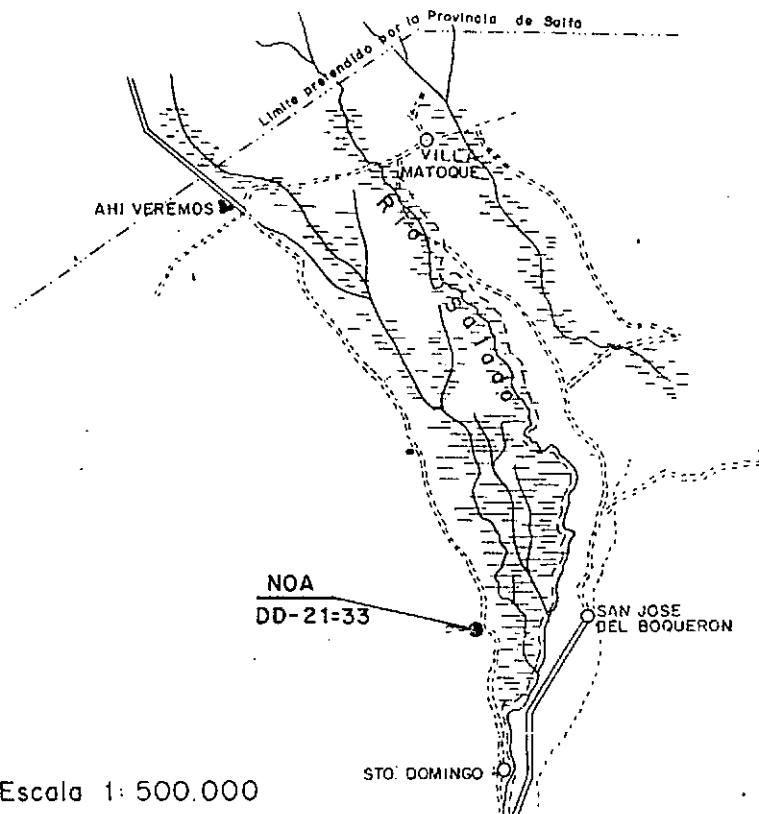 Limite pretendido por la Provincia de Salta
VILLA
MATOQUE
AHI VEREMOS
Río Salado
NOA
DD-21=33
SAN JOSE
DEL BOQUERON
STO. DOMINGO
Escala 1: 500.000